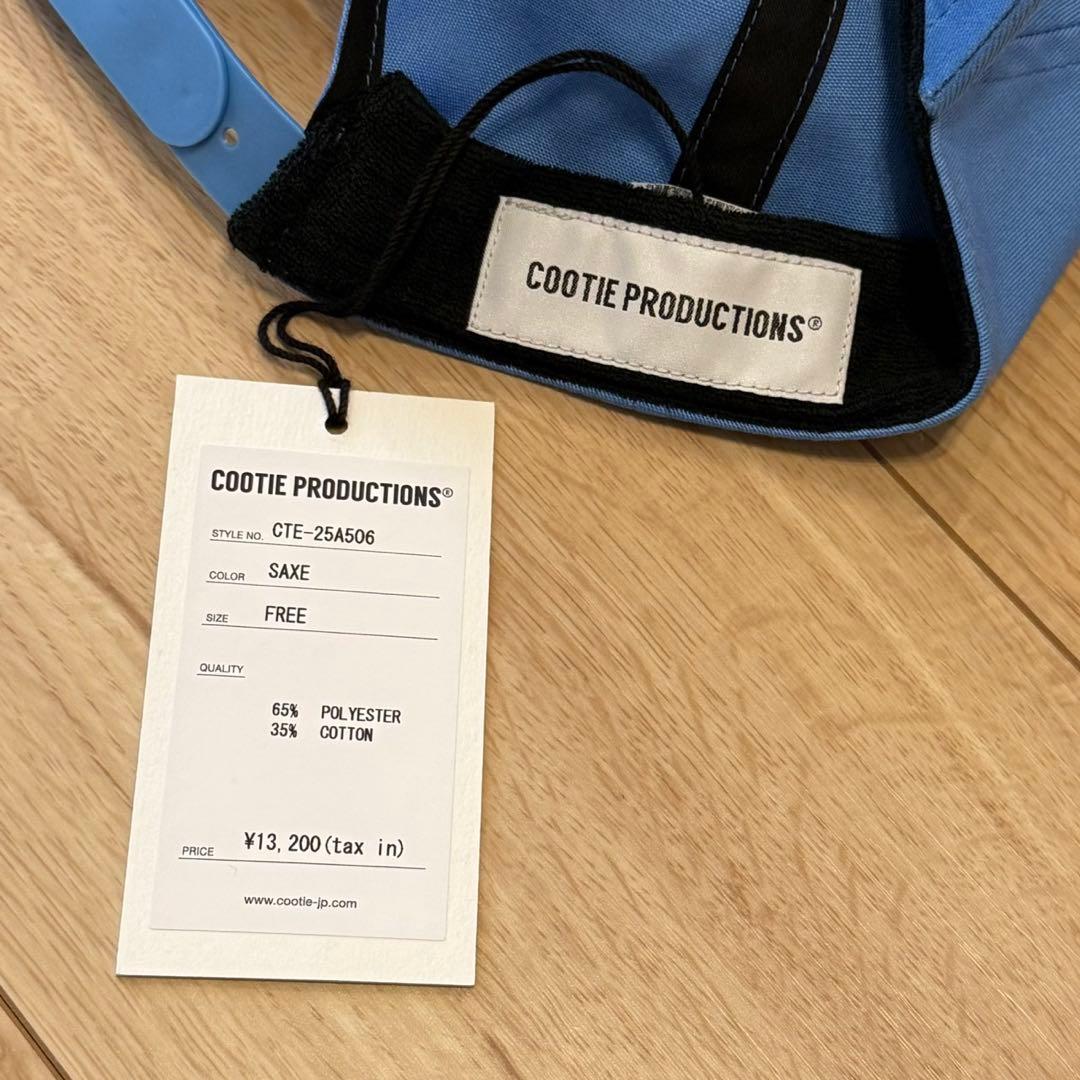 COOTIE PRODUCTIONS®
COOTIE PRODUCTIONS®
STYLE NO. CTE-25A506
COLOR SAXE
SIZE FREE
QUALITY
65% POLYESTER
35% COTTON
PRICE ¥13,200(tax in)
www.cootie-jp.com